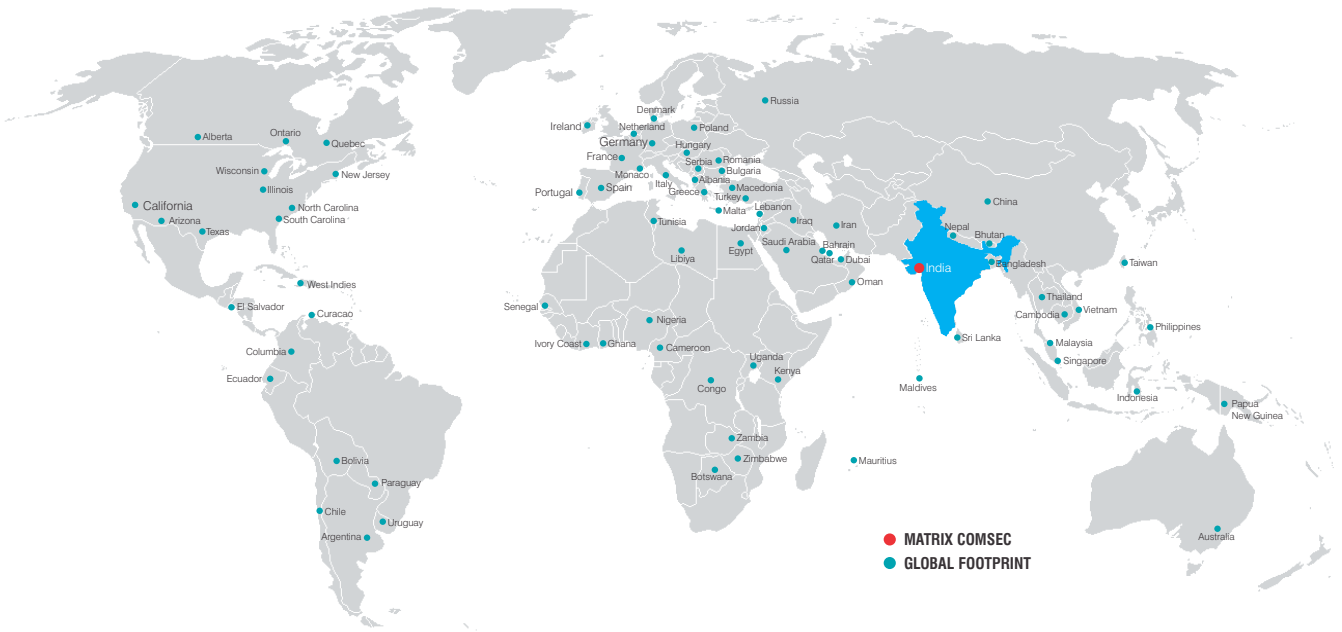 Russia
Denmark
Ireland
Netherland
Poland
Alberta
Ontario
Quebec
Germany
Hungary
France
Serbia
Romania
Wisconsin
Monaco
Bulgaria
New Jersey
Italy
Albania
Illinois
Portugal
Spain
Greece
Macedonia
Turkey
California
North Carolina
Malta
Lebanon
China
Arizona
South Carolina
Tunisia
Iraq
Iran
Texas
Jordan
Nepal
Bhutan
Libiya
Egypt
Saudi Arabia
Bahrain
Qatar
Dubai
India
Bangladesh
Taiwan
West Indies
Oman
El Salvador
Curacao
Senegal
Nigeria
Thailand
Cambodia
Vietnam
Philippines
Ivory Coast
Ghana
Cameroon
Sri Lanka
Malaysia
Columbia
Uganda
Singapore
Ecuador
Kenya
Congo
Maldives
Indonesia
Papua
New Guinea
Zambia
Bolivia
Zimbabwe
Mauritius
Botswana
Paraguay
Chile
Uruguay
Argentina
Australia
MATRIX COMSEC
GLOBAL FOOTPRINT